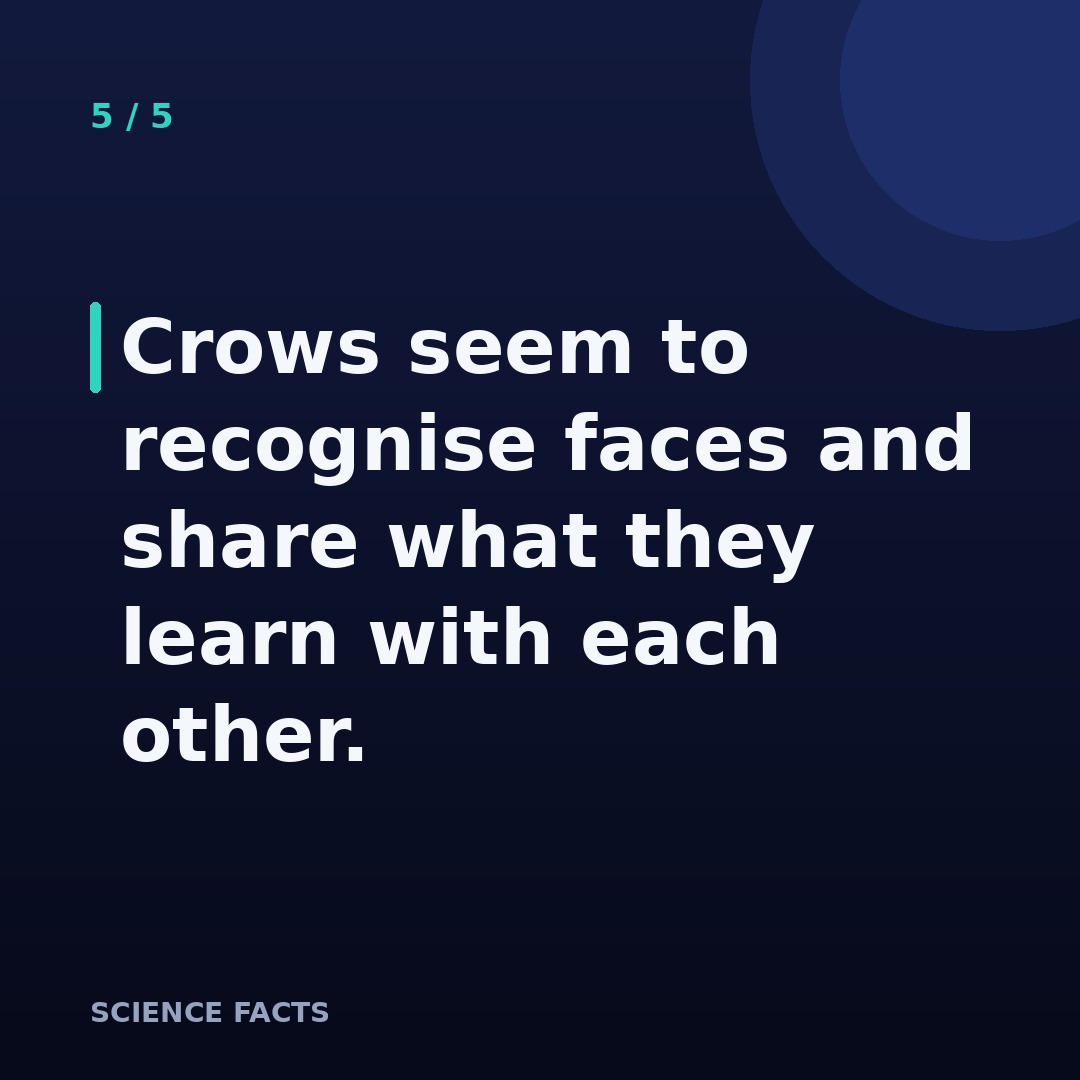 5 / 5
Crows seem to
recognise faces and
share what they
learn with each
other.
SCIENCE FACTS